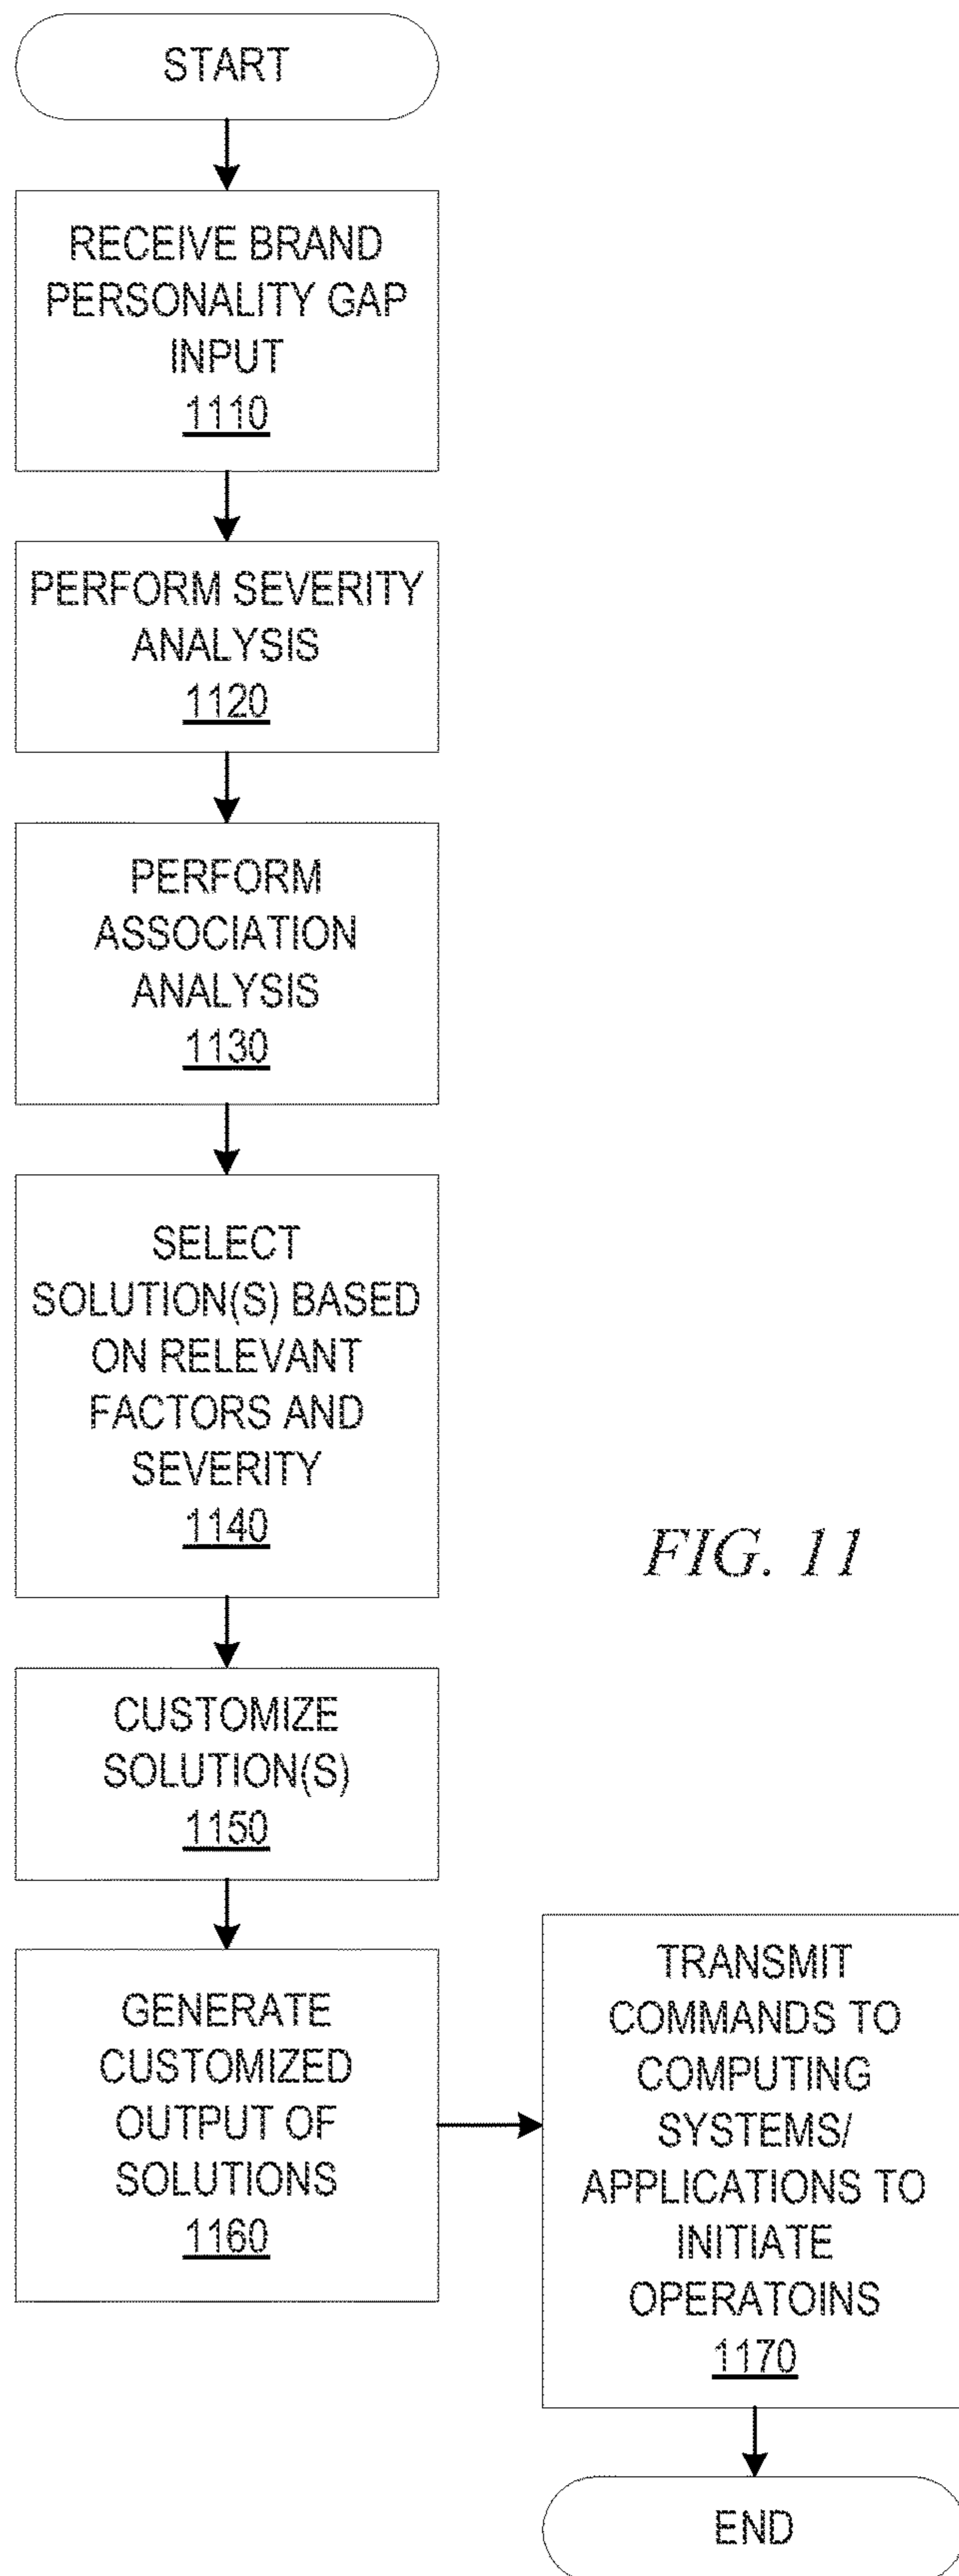 START
RECEIVE BRAND
PERSONALITY GAP
INPUT
1110
PERFORM SEVERITY
ANALYSIS
1120
PERFORM
ASSOCIATION
ANALYSIS
1130
SELECT
SOLUTION(S) BASED
ON RELEVANT
FACTORS AND
SEVERITY
1140
FIG. 11
CUSTOMIZE
SOLUTION(S)
1150
GENERATE
CUSTOMIZED
OUTPUT OF
SOLUTIONS
1160
TRANSMIT
COMMANDS TO
COMPUTING
SYSTEMS/
APPLICATIONS TO
INITIATE
OPERATOINS
1170
END